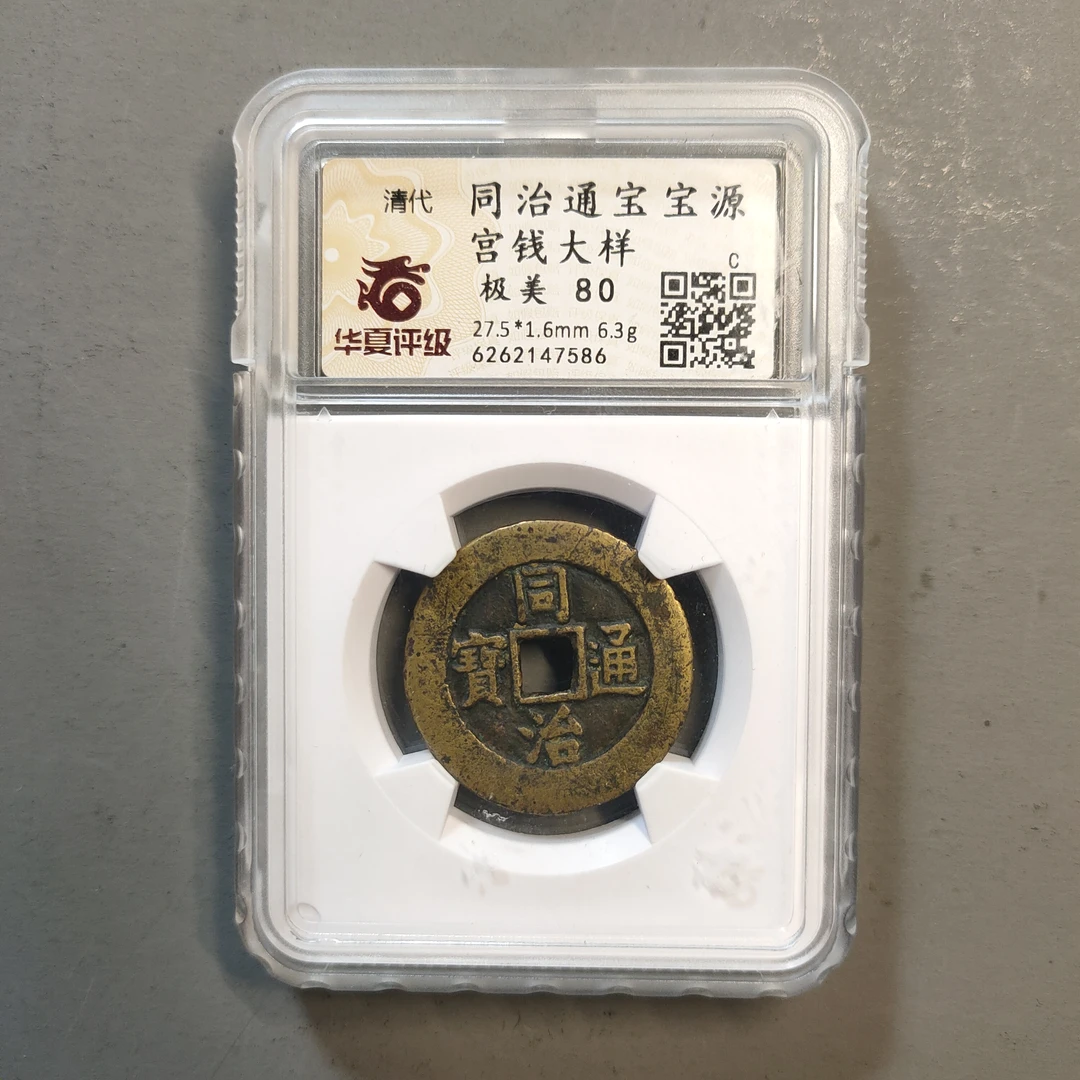 清代
同治通宝宝源
宫钱大样
极美 80
C
27.5*1.6mm 6.3g
6262147586
华夏评级
同
寶 通
治